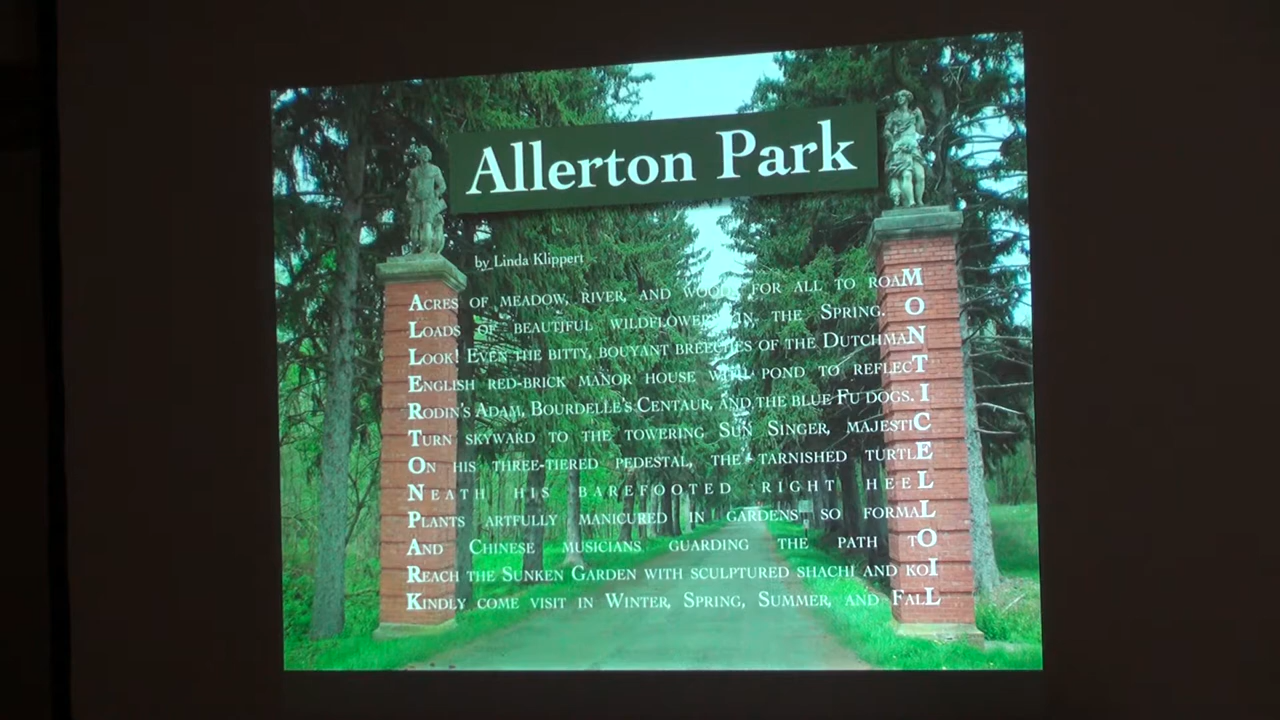 Allerton Park
by Linda Klippert
Acres of meadow, river, and woods for all to roaM
Loads of beautiful wildflowers in the Spring. O
Look! Even the bitty, bouyant breeches of the DutchmaN
English red-brick manor house with pond to reflecT
Rodin's Adam, Bourdelle's Centaur, and the blue Fu dogs. I
Turn skyward to the towering Sun Singer, majestiC
On his three-tiered pedestal, the tarnished turtlE
Neath his barefooted right heeL
Plants artfully manicured in gardens so formaL
And Chinese musicians guarding the path tO
Reach the Sunken Garden with sculptured shachi and koI
Kindly come visit in Winter, Spring, Summer, and FalL